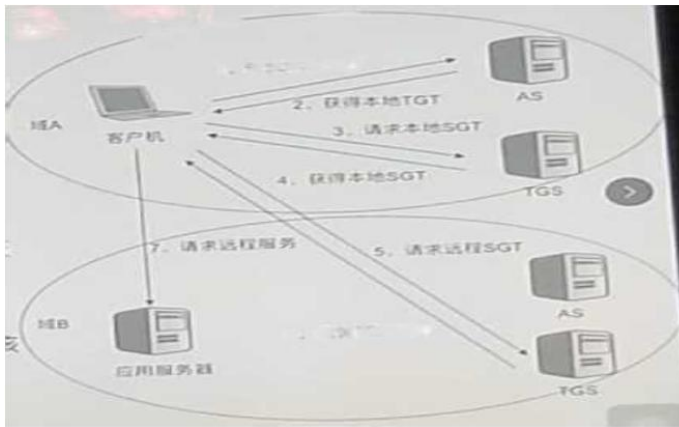 2、获得本地TGT
AS
域A
客户机
3、请求本地SGT
4、获得本地SGT
TGS
7、请求远程服务
5、请求远程SGT
AS
域B
应用服务器
TGS